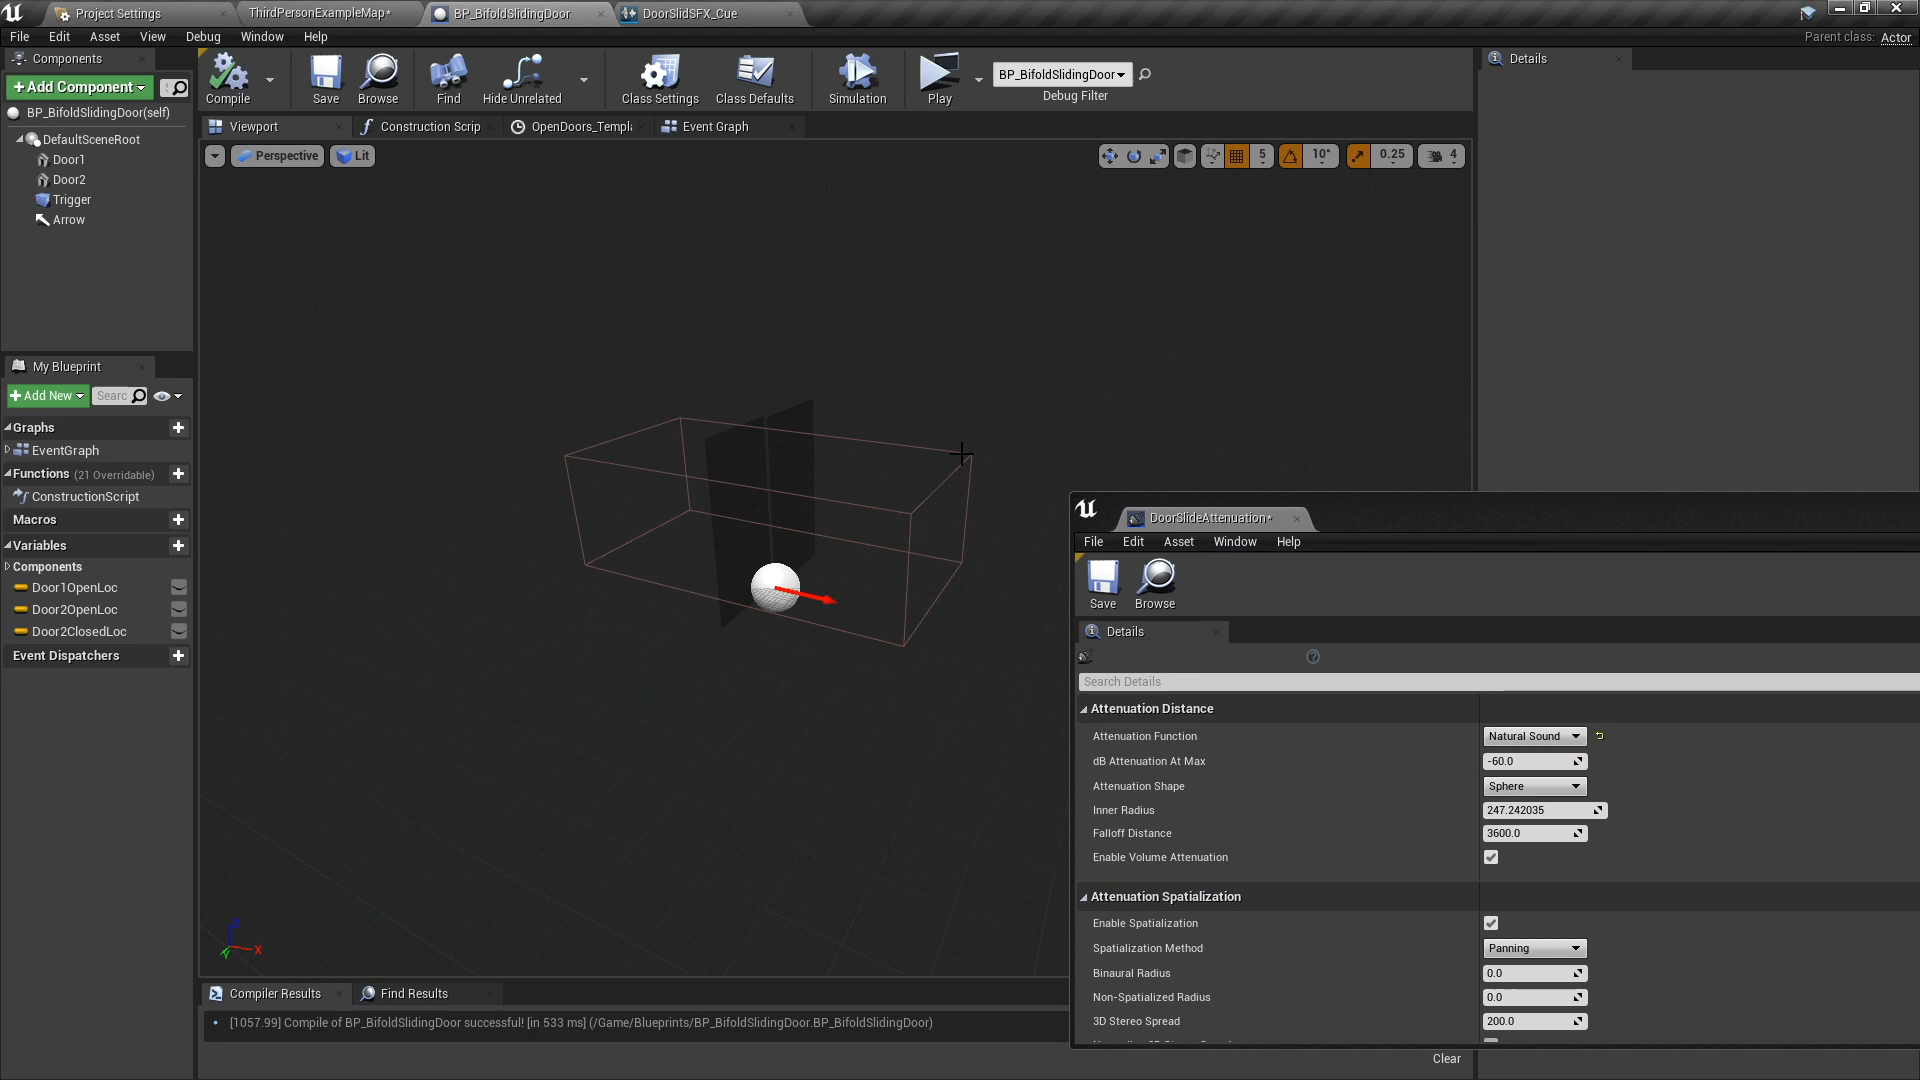 Project Settings
ThirdPersonExampleMap*
BP_BifoldSlidingDoor
DoorSlidSFX_Cue
File Edit Asset View Debug Window Help
Parent class: Actor
Components
+ Add Component
BP_BifoldSlidingDoor(self)
DefaultSceneRoot
Door1
Door2
Trigger
Arrow
Compile
Save
Browse
Find
Hide Unrelated
Class Settings
Class Defaults
Simulation
Play
BP_BifoldSlidingDoor
Debug Filter
Details
Viewport
Construction Scrip
OpenDoors_Templ
Event Graph
Perspective
Lit
5
10°
0.25
4
My Blueprint
+ Add New
Searc
Graphs
EventGraph
Functions (21 Overridable)
ConstructionScript
Macros
Variables
Components
Door1OpenLoc
Door2OpenLoc
Door2ClosedLoc
Event Dispatchers
Z
X
Y
Compiler Results
Find Results
[1057.99] Compile of BP_BifoldSlidingDoor successful! [in 533 ms] (/Game/Blueprints/BP_BifoldSlidingDoor.BP_BifoldSlidingDoor)
Clear
DoorSlideAttenuation*
File Edit Asset Window Help
Save
Browse
Details
Search Details
Attenuation Distance
Attenuation Function Natural Sound
dB Attenuation At Max -60.0
Attenuation Shape Sphere
Inner Radius 247.242035
Falloff Distance 3600.0
Enable Volume Attenuation
Attenuation Spatialization
Enable Spatialization
Spatialization Method Panning
Binaural Radius 0.0
Non-Spatialized Radius 0.0
3D Stereo Spread 200.0